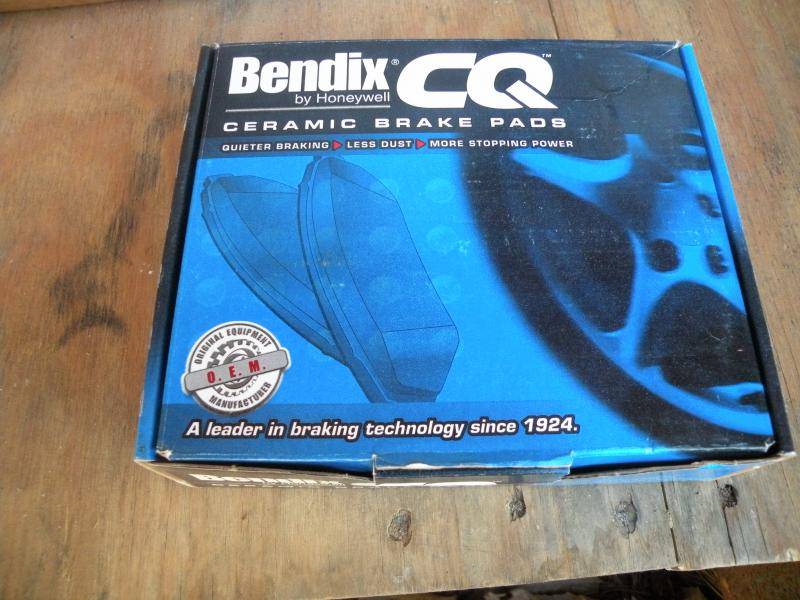 Bendix® CQ™
by Honeywell
CERAMIC BRAKE PADS
QUIETER BRAKING LESS DUST MORE STOPPING POWER
ORIGINAL EQUIPMENT
O. E. M.
MANUFACTURER
A leader in braking technology since 1924.